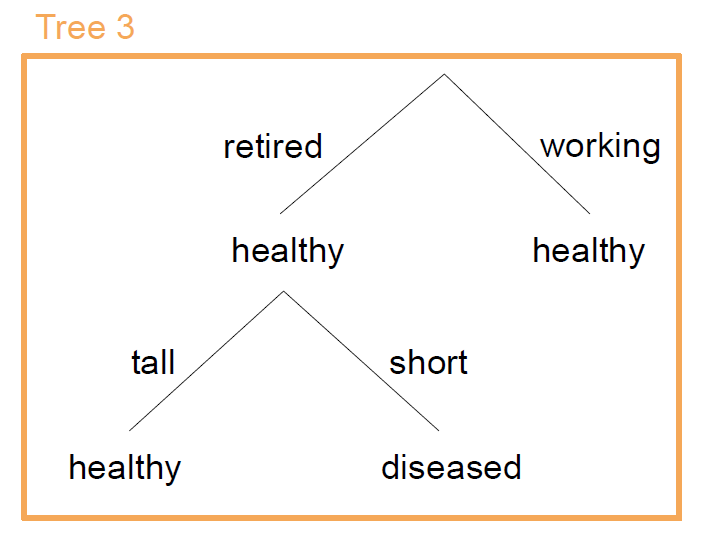 Tree 3
retired working
healthy healthy
tall short
healthy diseased